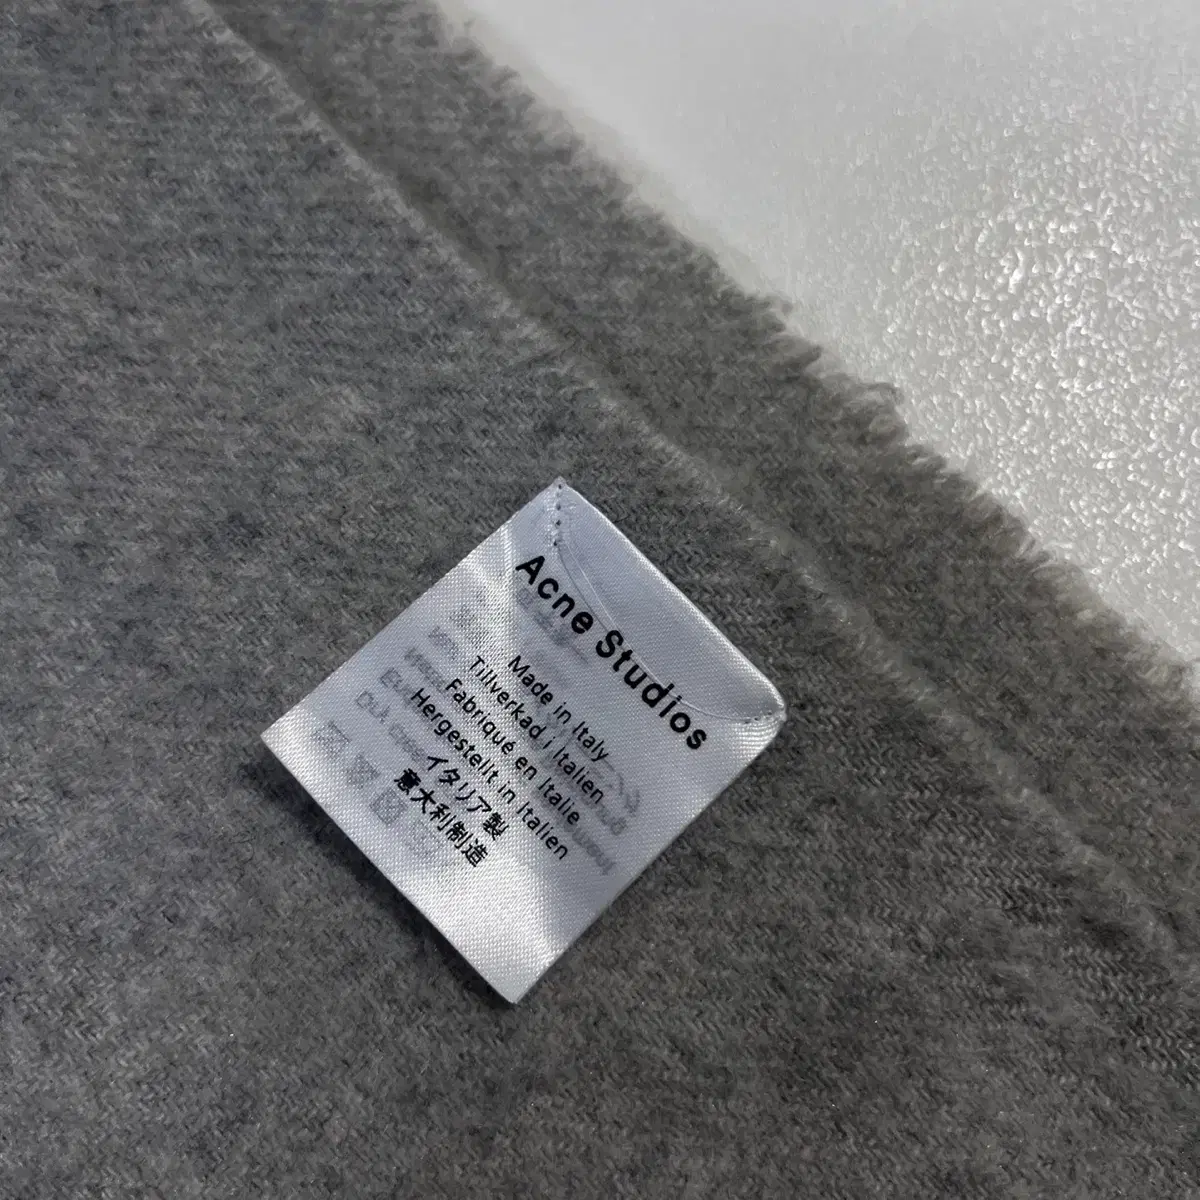 Acne Studios
Made in Italy
Tillverkad i Italien
Fabriqué en Italie
Hergestellt in Italien
イタリア製
意大利制造